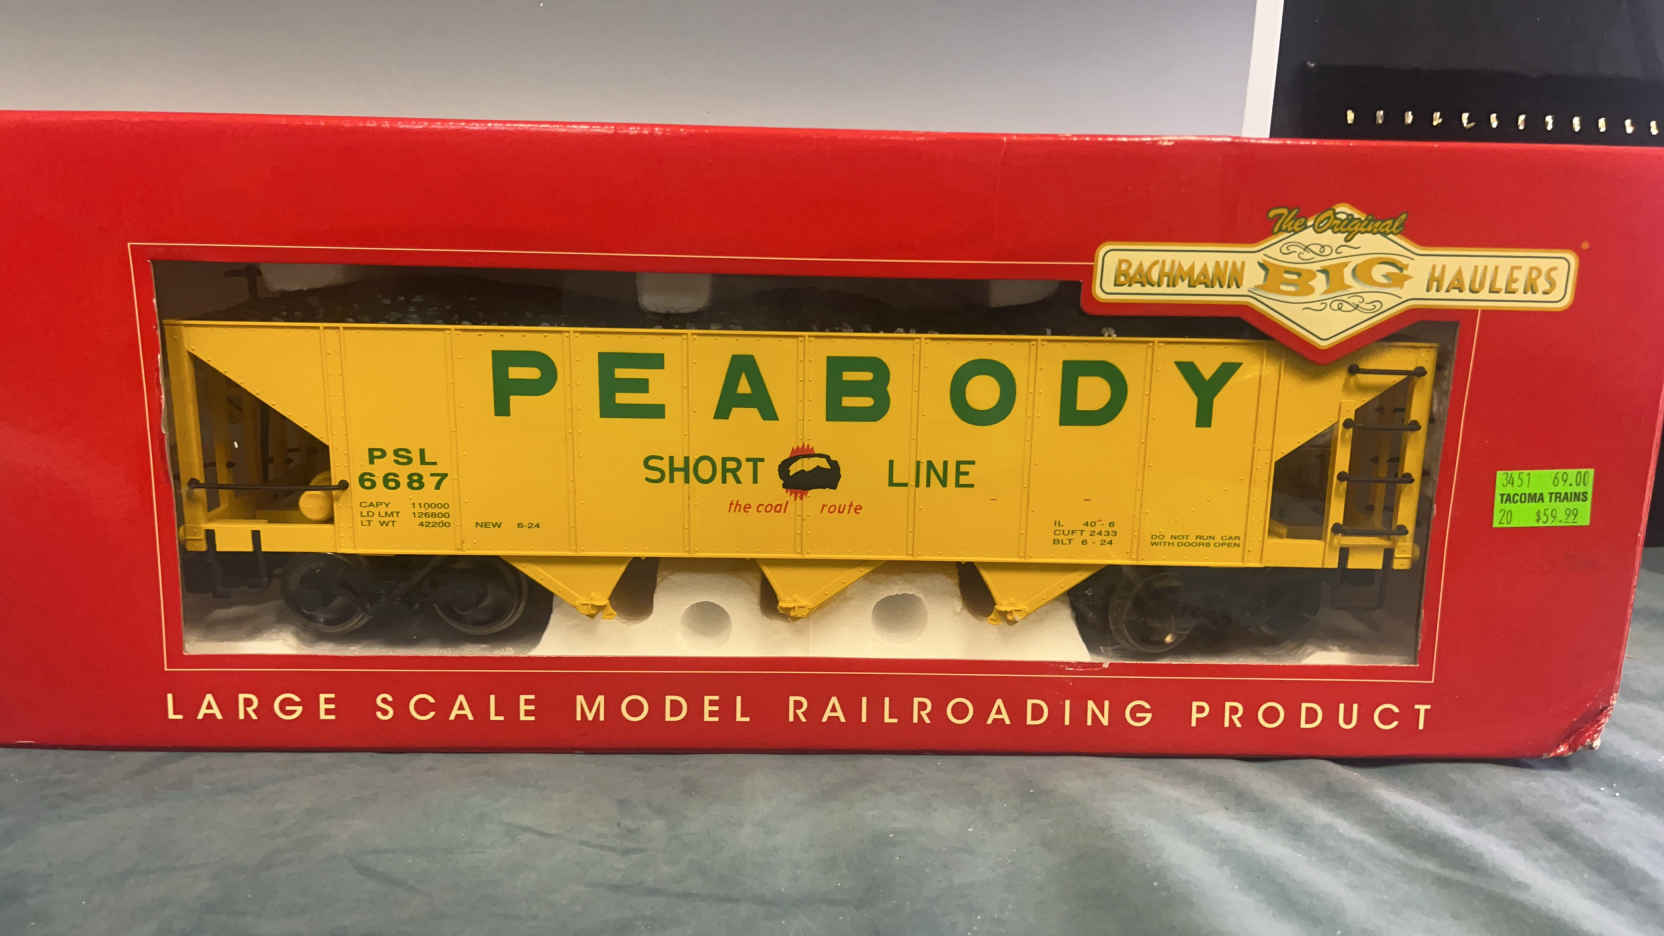 The Original
BACHMANN BIG HAULERS
PEABODY
SHORT LINE
the coal route
PSL
6687
CAPY 110000
LD LMT 126800
LT WT 42200
NEW 6-24
IL 40'-6
CUFT 2433
BLT 6-24
DO NOT RUN CAR
WITH DOORS OPEN
3451 69.00
TACOMA TRAINS
20 $59.99
LARGE SCALE MODEL RAILROADING PRODUCT